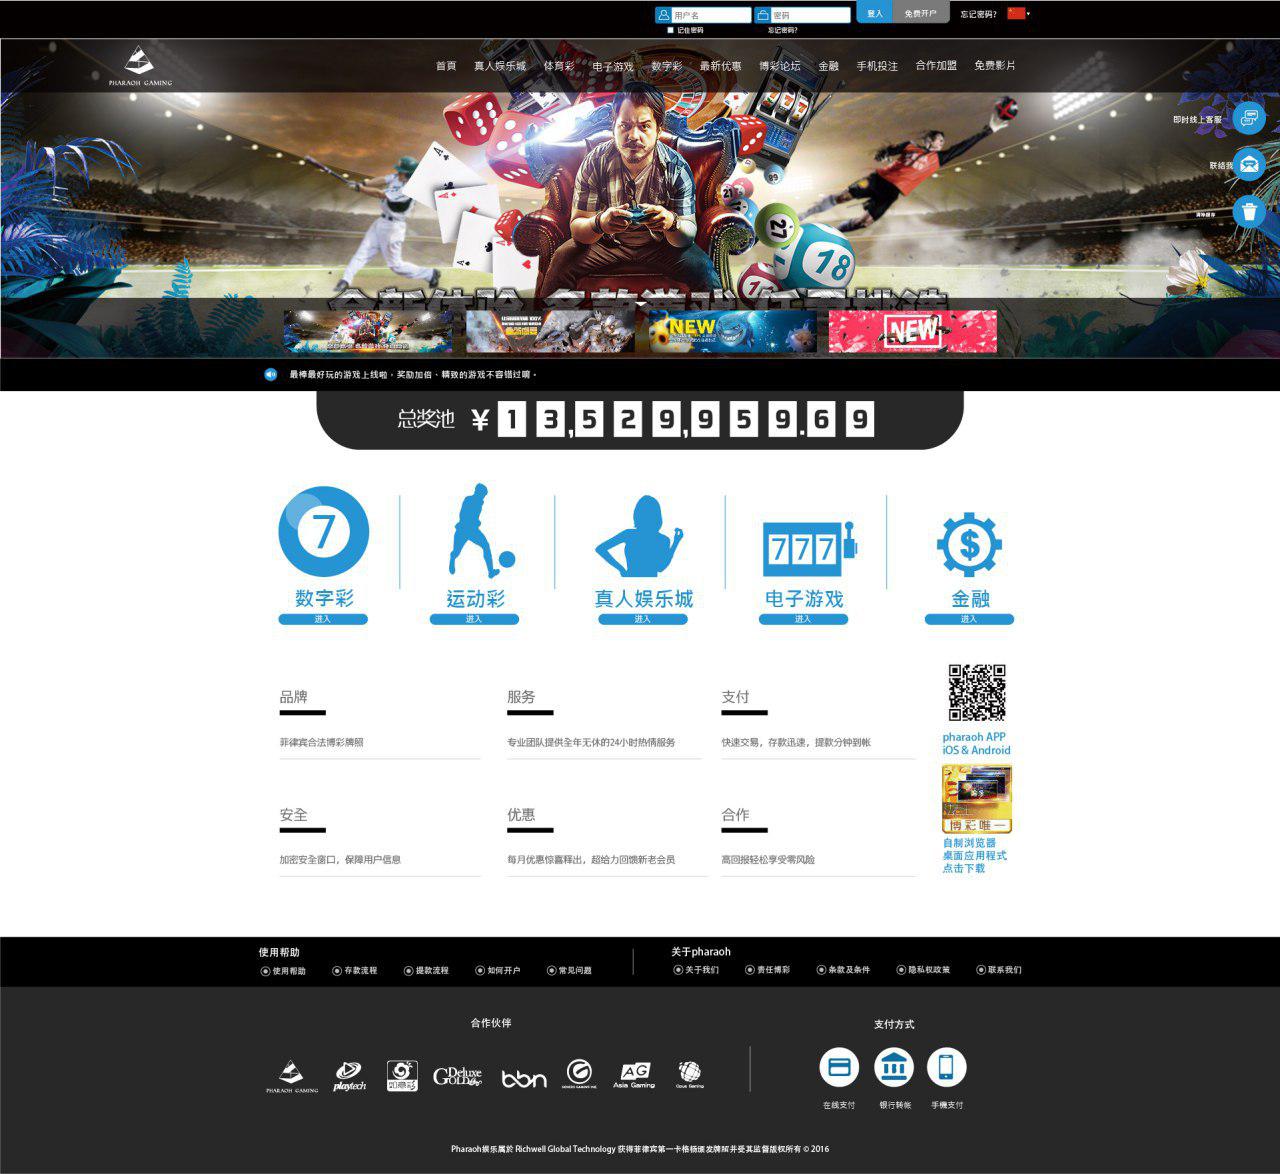 用户名
密码
登入
免费开户
忘记密码?
记住密码
忘记密码?
PHARAOH GAMING
首頁
真人娱乐城
体育彩
电子游戏
数字彩
最新优惠
博彩论坛
金融
手机投注
合作加盟
免费影片
即时线上客服
联络我
清除缓存
A
A
27
18
89
17
777
NEW
NEW
最棒最好玩的游戏上线啦，奖励加倍、精致的游戏不容错过唷。
总奖池 ¥ 13,529,959.69
7
777
$
数字彩
运动彩
真人娱乐城
电子游戏
金融
进入
进入
进入
进入
进入
品牌
服务
支付
菲律宾合法博彩牌照
专业团队提供全年无休的24小时热情服务
快速交易，存款迅速，提款分钟到帐
pharaoh APP
iOS & Android
安全
优惠
合作
博彩唯一
加密安全窗口，保障用户信息
每月优惠惊喜释出，超给力回馈新老会员
高回报轻松享受零风险
自制浏览器
桌面应用程式
点击下载
使用帮助
关于pharaoh
使用帮助
存款流程
提款流程
如何开户
常见问题
关于我们
责任博彩
条款及条件
隐私权政策
联系我们
合作伙伴
支付方式
PHARAOH GAMING
playtech
Gold Deluxe
bbn
AG
Asia Gaming
Opus Gaming
在线支付
银行转帐
手機支付
Pharaoh娱乐属於 Richwell Global Technology 获得菲律宾第一卡格杨颁发牌照并受其监督版权所有 © 2016